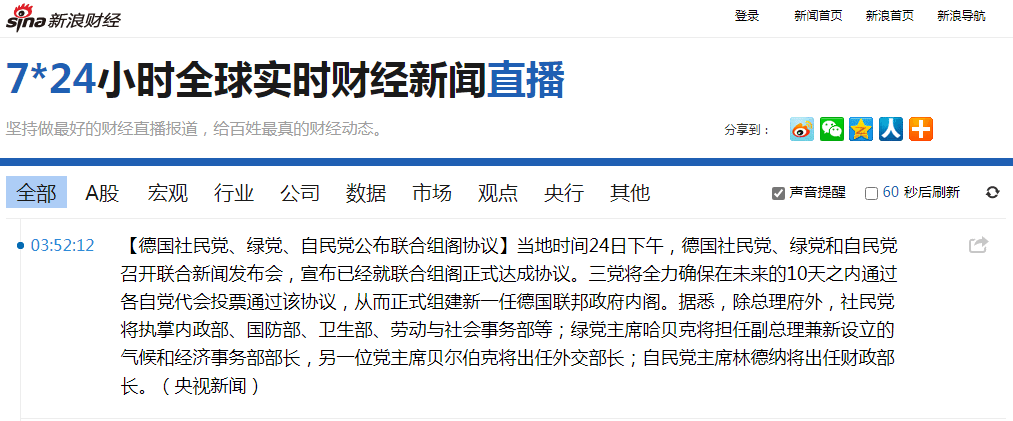 sina新浪财经
登录 新闻首页 新浪首页 新浪导航
7*24小时全球实时财经新闻直播
坚持做最好的财经直播报道，给百姓最真的财经动态。
分享到：
全部 A股 宏观 行业 公司 数据 市场 观点 央行 其他 声音提醒 60 秒后刷新
03:52:12 【德国社民党、绿党、自民党公布联合组阁协议】当地时间24日下午，德国社民党、绿党和自民党
召开联合新闻发布会，宣布已经就联合组阁正式达成协议。三党将全力确保在未来的10天之内通过
各自党代会投票通过该协议，从而正式组建新一任德国联邦政府内阁。据悉，除总理府外，社民党
将执掌内政部、国防部、卫生部、劳动与社会事务部等；绿党主席哈贝克将担任副总理兼新设立的
气候和经济事务部部长，另一位党主席贝尔伯克将出任外交部长；自民党主席林德纳将出任财政部
长。（央视新闻）